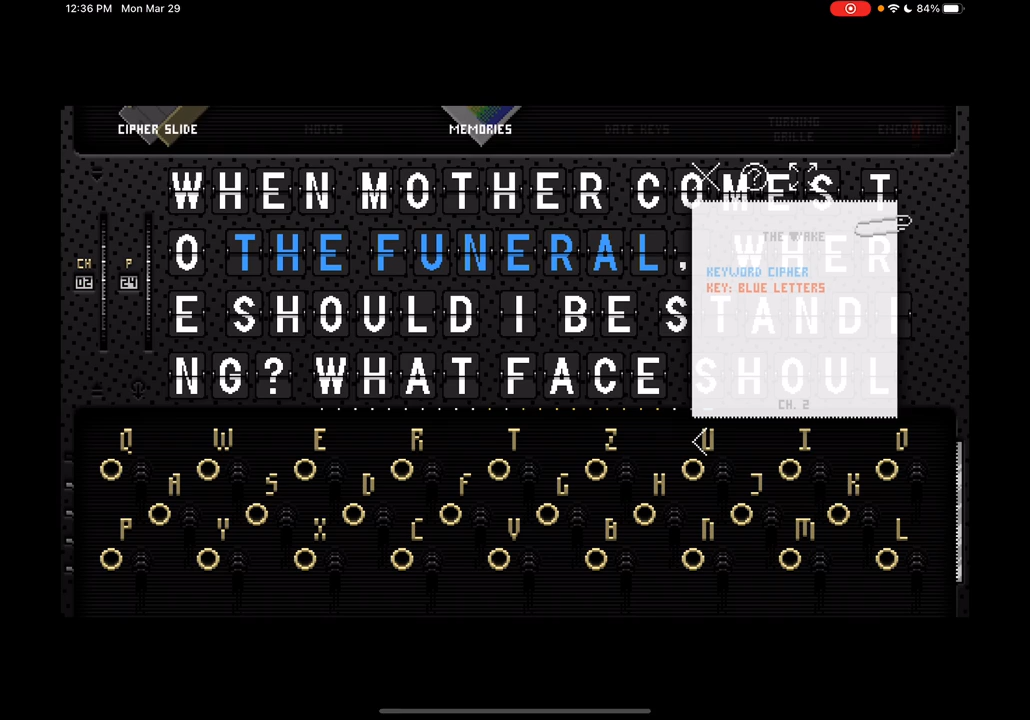 12:36 PM Mon Mar 29
84%
CIPHER SLIDE
NOTES
MEMORIES
DATE KEYS
TURNING
GRILLE
ENCRYPTION
WHEN MOTHER COMES T
O THE FUNERAL. WHER
E SHOULD I BE STANDI
NG? WHAT FACE SHOUL
CH
02
P
24
THE WAKE
KEYWORD CIPHER
KEY: BLUE LETTERS
CH. 2
Q W E R T Z U I O
A S D F G H J K
P Y X C V B N M L